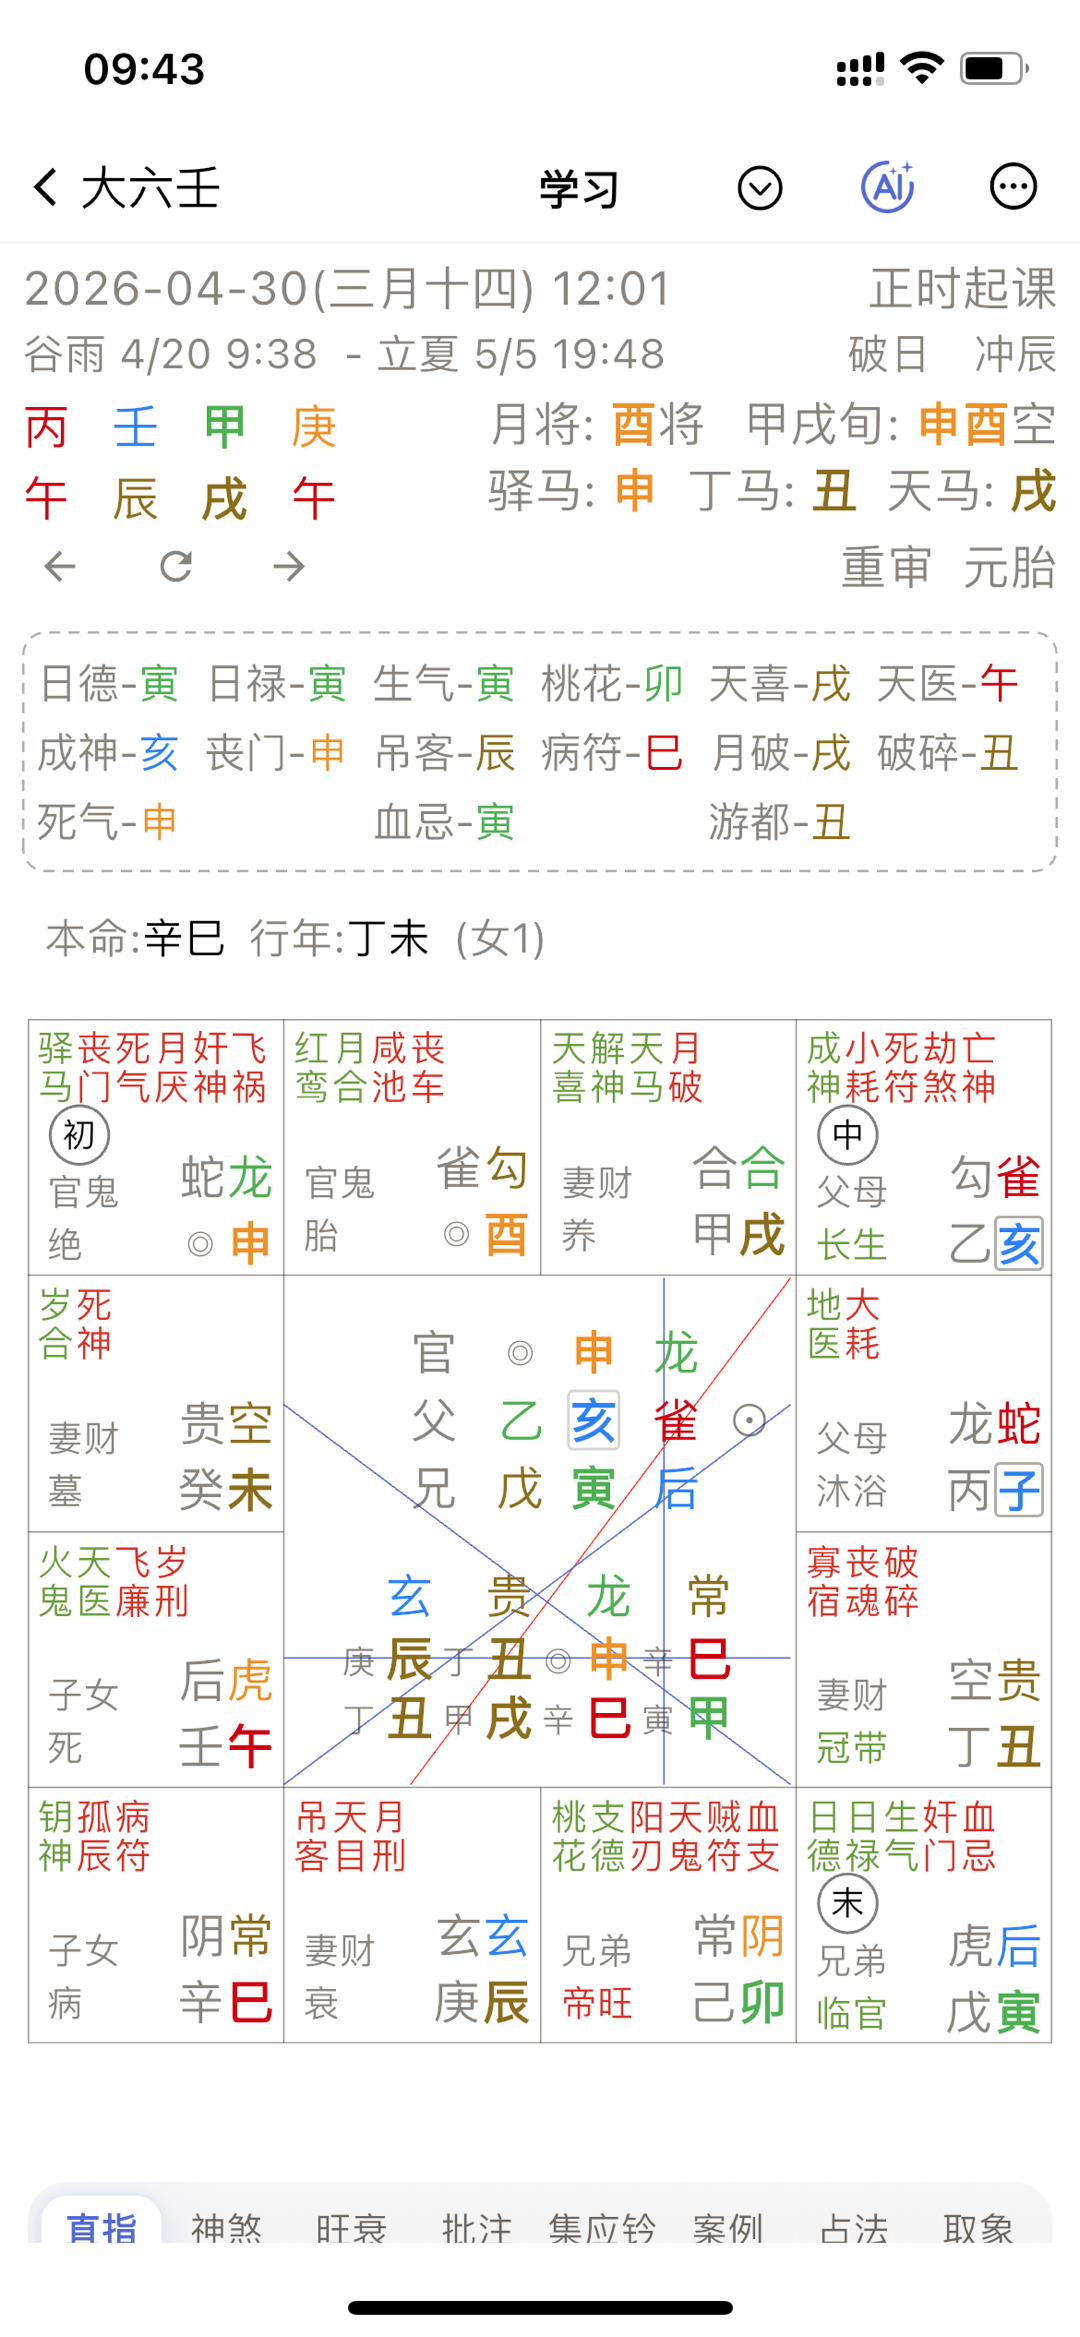 09:43
大六壬 学习 AI
2026-04-30(三月十四) 12:01 正时起课
谷雨 4/20 9:38 - 立夏 5/5 19:48 破日 冲辰
丙 壬 甲 庚 月将: 酉将 甲戌旬: 申酉空
午 辰 戌 午 驿马: 申 丁马: 丑 天马: 戌
重审 元胎
日德-寅 日禄-寅 生气-寅 桃花-卯 天喜-戌 天医-午
成神-亥 丧门-申 吊客-辰 病符-巳 月破-戌 破碎-丑
死气-申 血忌-寅 游都-丑
本命:辛巳 行年:丁未 (女1)
驿丧死月奸飞 红月咸丧 天解天月 成小死劫亡
马门气厌神祸 鸾合池车 喜神马破 神耗符煞神
初 中
官鬼 蛇龙 官鬼 雀勾 妻财 合合 父母 勾雀
绝 ◎ 申 胎 ◎ 酉 养 甲戌 长生 乙亥
岁死 地大
合神 医耗
官 ◎ 申 龙
妻财 贵空 父 乙 亥 雀 ⊙ 父母 龙蛇
墓 癸未 兄 戊 寅 后 沐浴 丙子
火天飞岁 寡丧破
鬼医廉刑 宿魂碎
玄 贵 龙 常
子女 后虎 庚 辰 丁 丑 ◎ 申 辛 巳 妻财 空贵
死 壬午 丁 丑 甲 戌 辛 巳 寅 甲 冠带 丁丑
钥孤病 吊天月 桃支阳天贼血 日日生奸血
神辰符 客目刑 花德刃鬼符支 德禄气门忌
末
子女 阴常 妻财 玄玄 兄弟 常阴 兄弟 虎后
病 辛巳 衰 庚辰 帝旺 己卯 临官 戊寅
直指 神煞 旺衰 批注 集应钤 案例 占法 取象